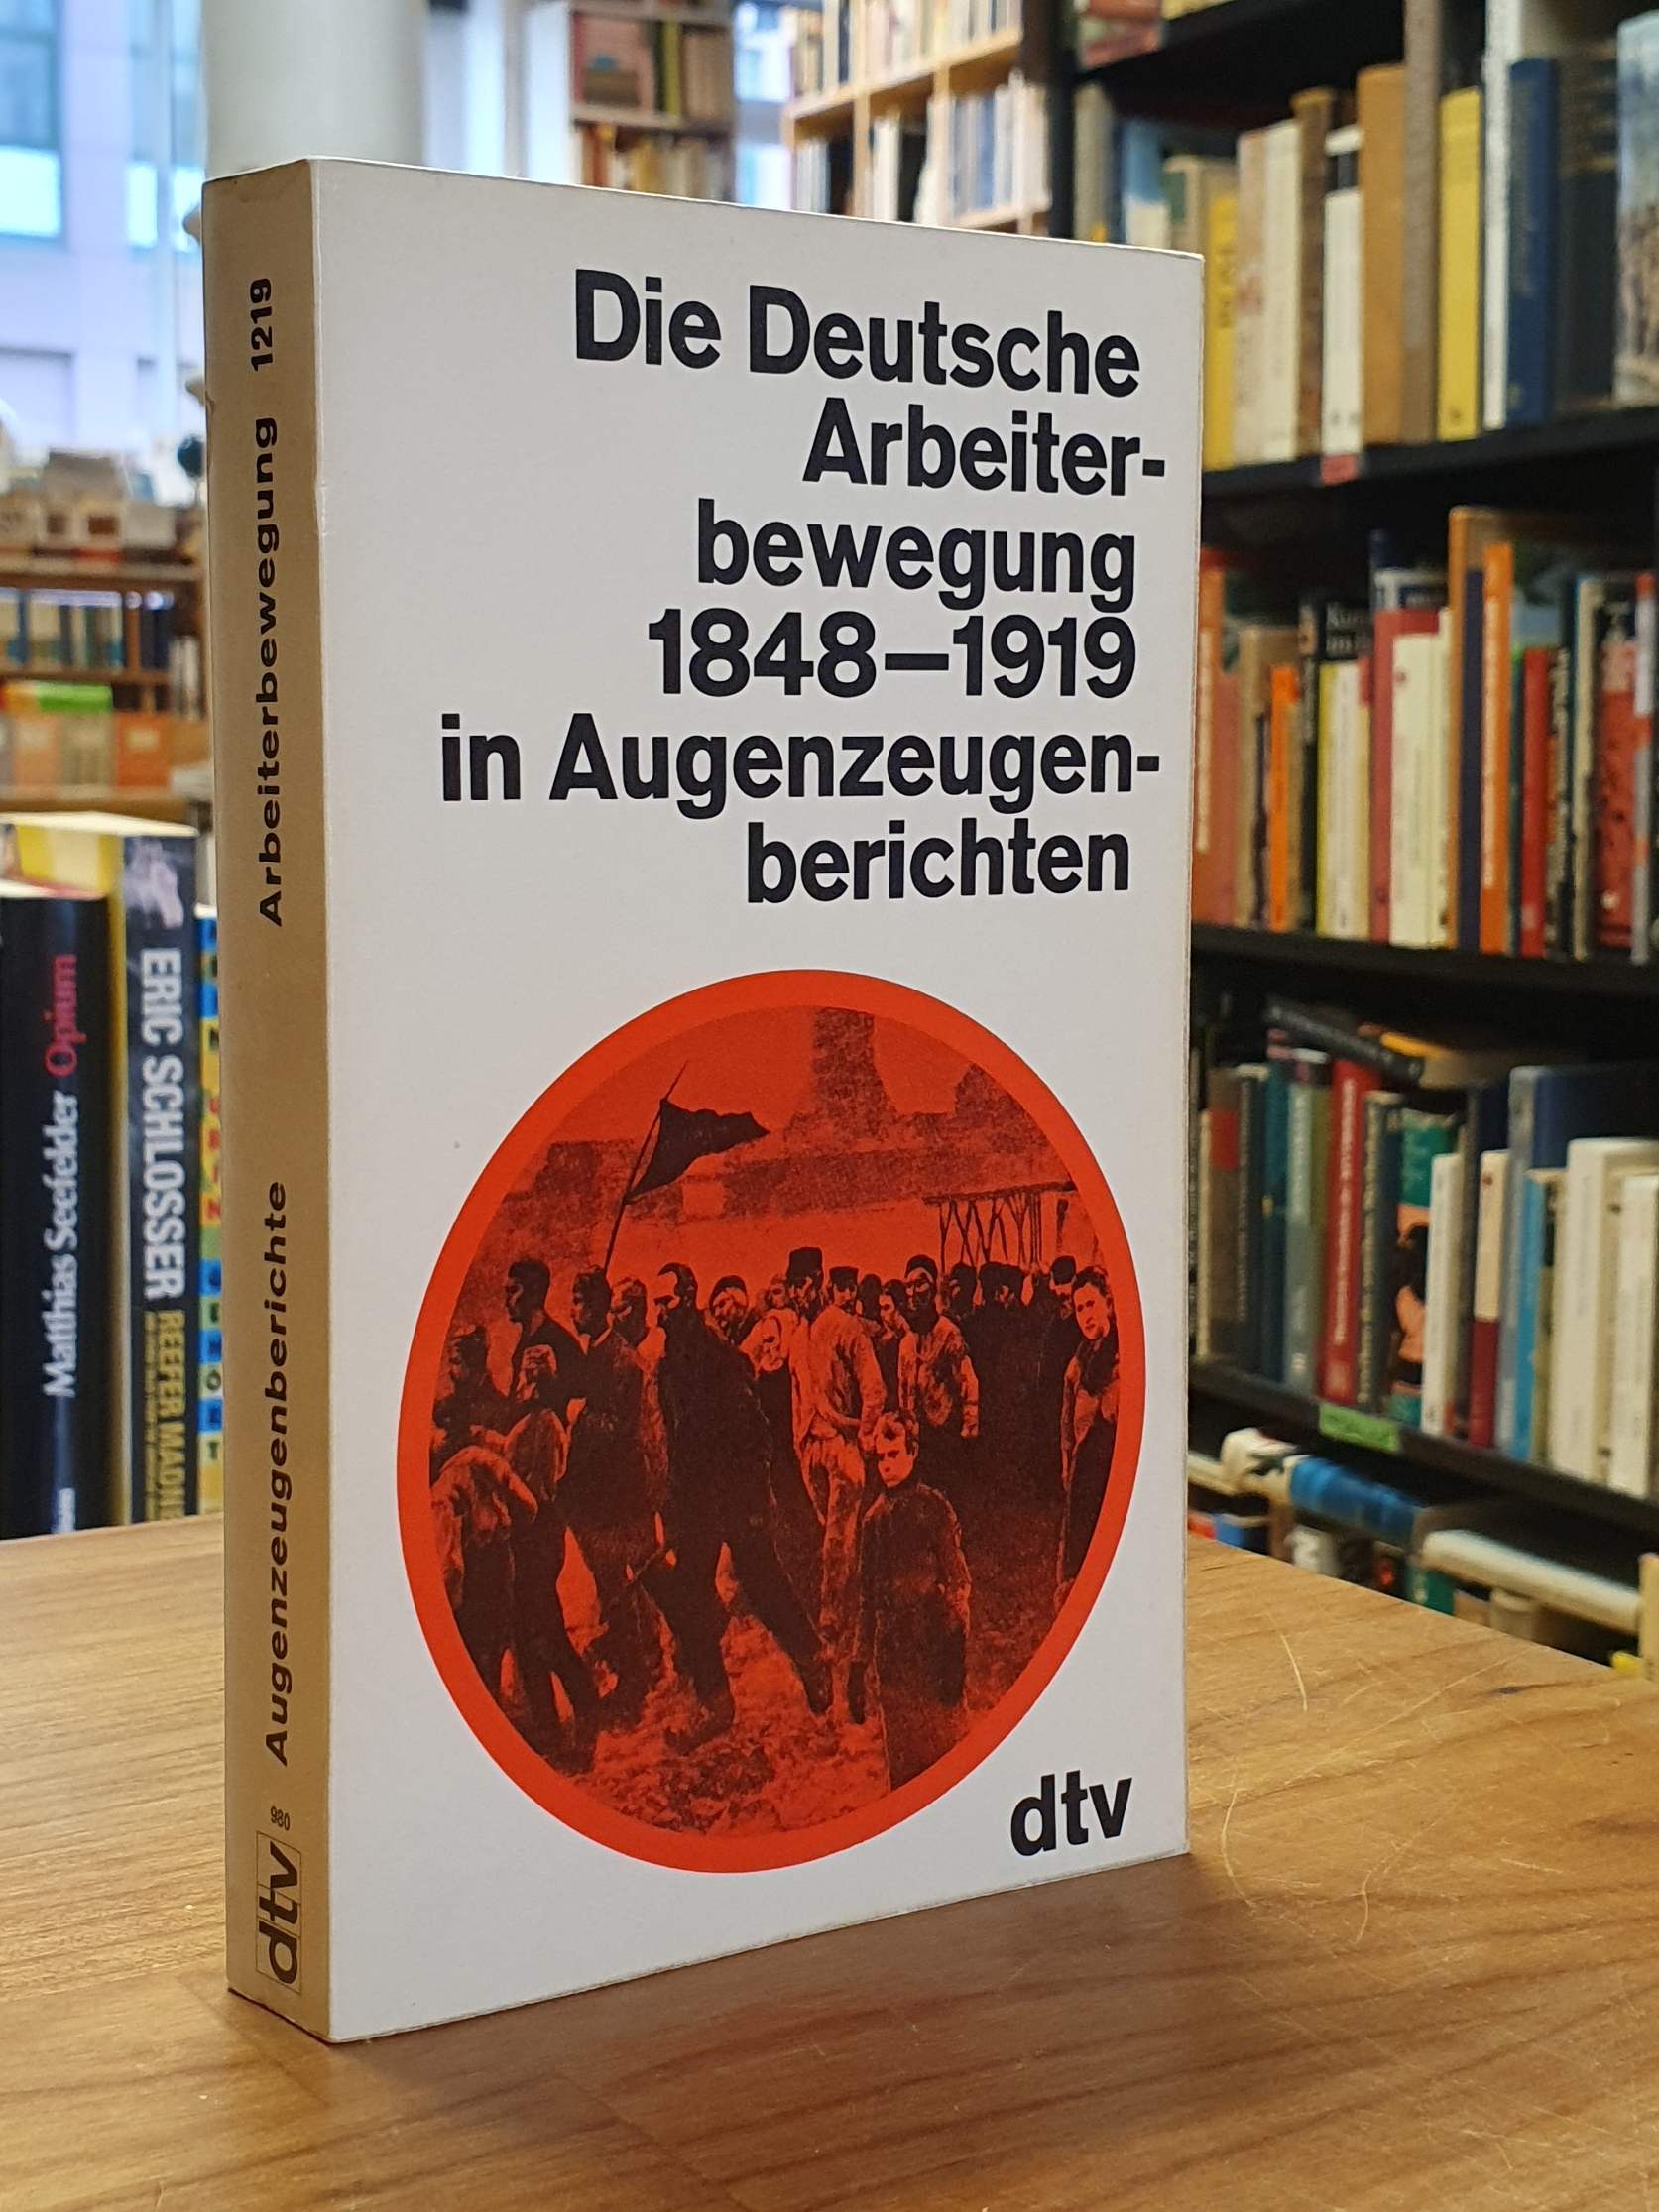 Die Deutsche
Arbeiter-
bewegung
1848–1919
in Augenzeugen-
berichten
dtv
Arbeiterbewegung 1219
Augenzeugenberichte
980
dtv
Matthias Seefelder Opium
ERIC SCHLOSSER REEFER MADNESS